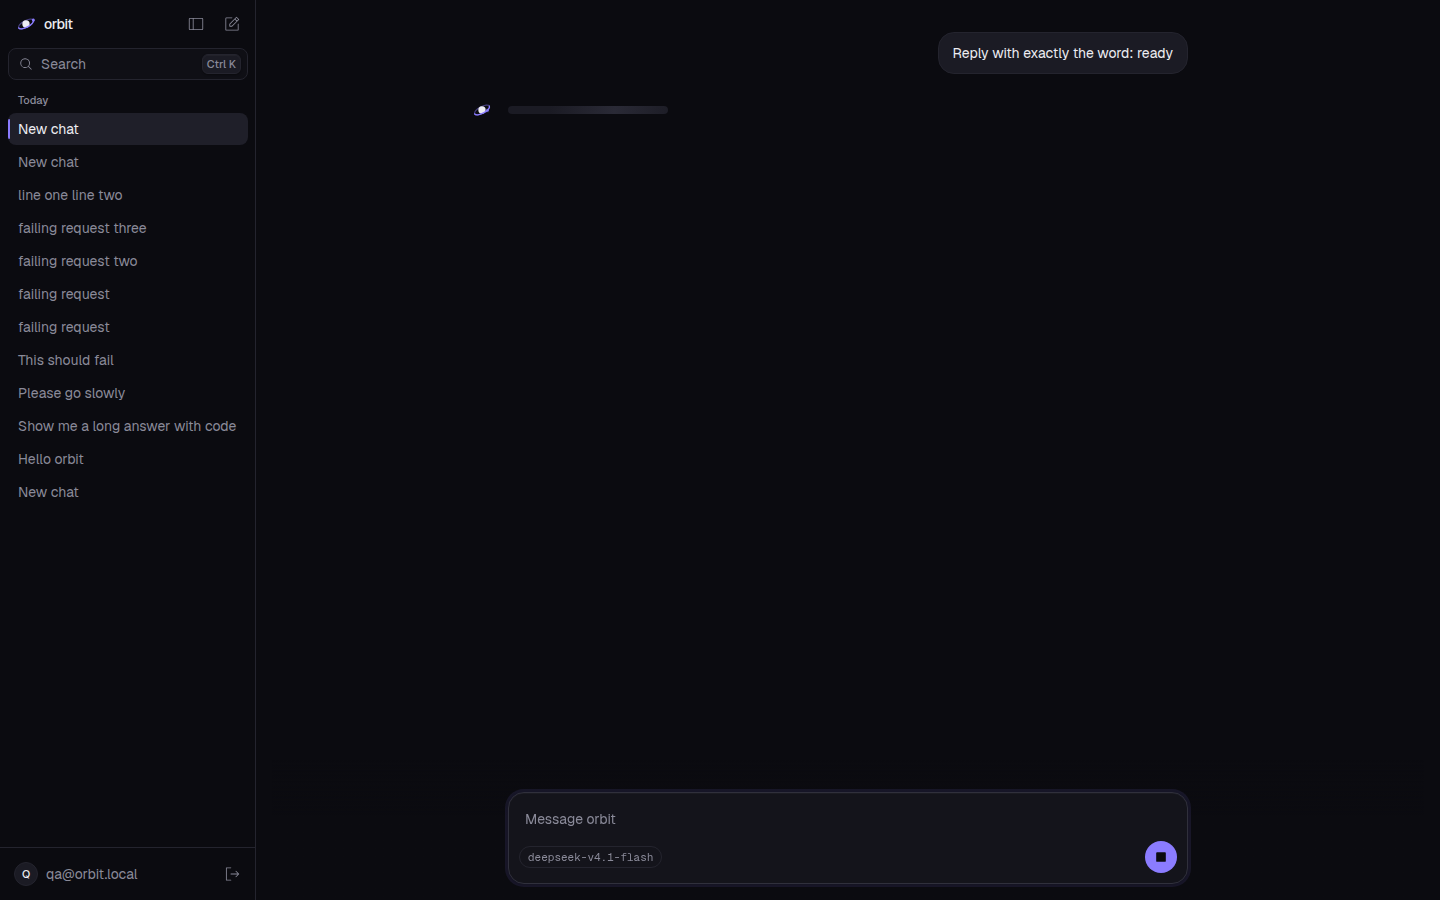 orbit
Search
Ctrl K
Today
New chat
New chat
line one line two
failing request three
failing request two
failing request
failing request
This should fail
Please go slowly
Show me a long answer with code
Hello orbit
New chat
Q
qa@orbit.local
Reply with exactly the word: ready
Message orbit
deepseek-v4.1-flash